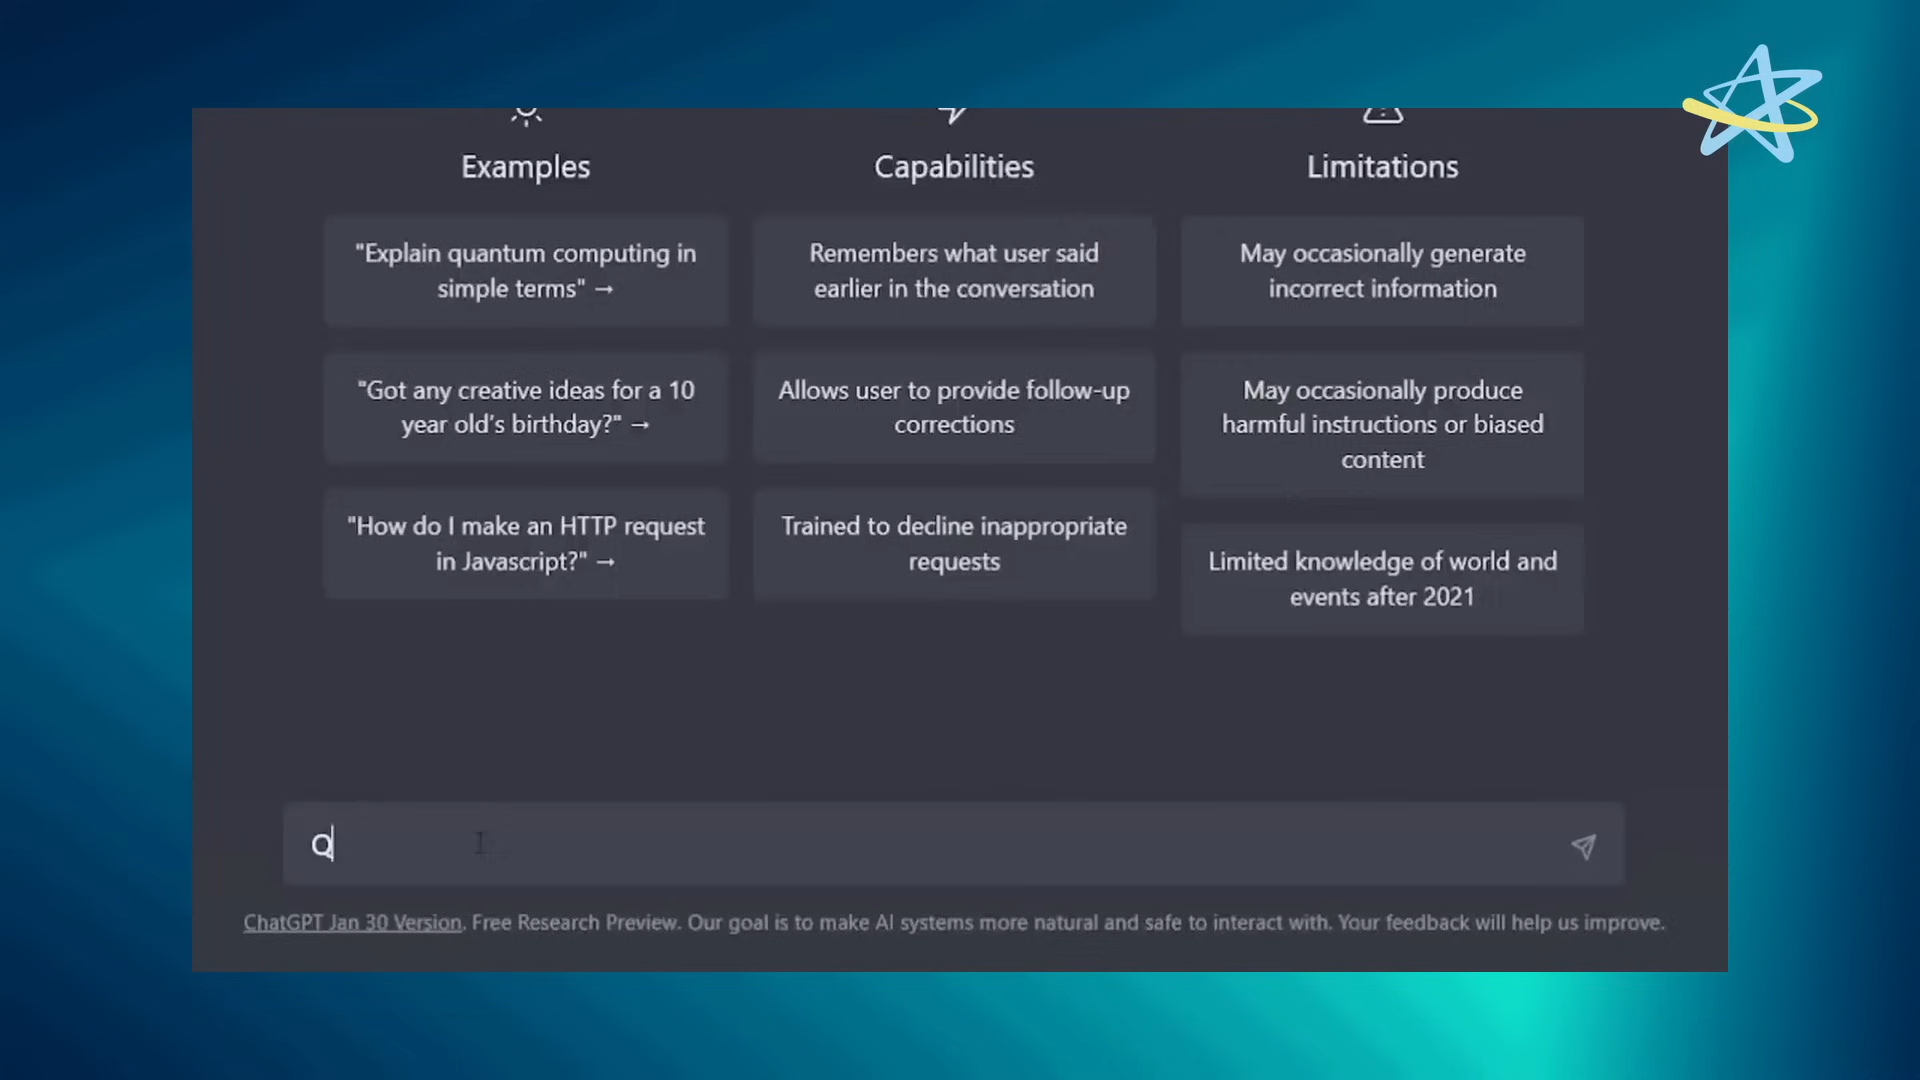 Examples
"Explain quantum computing in
simple terms" →
"Got any creative ideas for a 10
year old's birthday?" →
"How do I make an HTTP request
in Javascript?" →
Capabilities
Remembers what user said
earlier in the conversation
Allows user to provide follow-up
corrections
Trained to decline inappropriate
requests
Limitations
May occasionally generate
incorrect information
May occasionally produce
harmful instructions or biased
content
Limited knowledge of world and
events after 2021
Q
ChatGPT Jan 30 Version. Free Research Preview. Our goal is to make AI systems more natural and safe to interact with. Your feedback will help us improve.